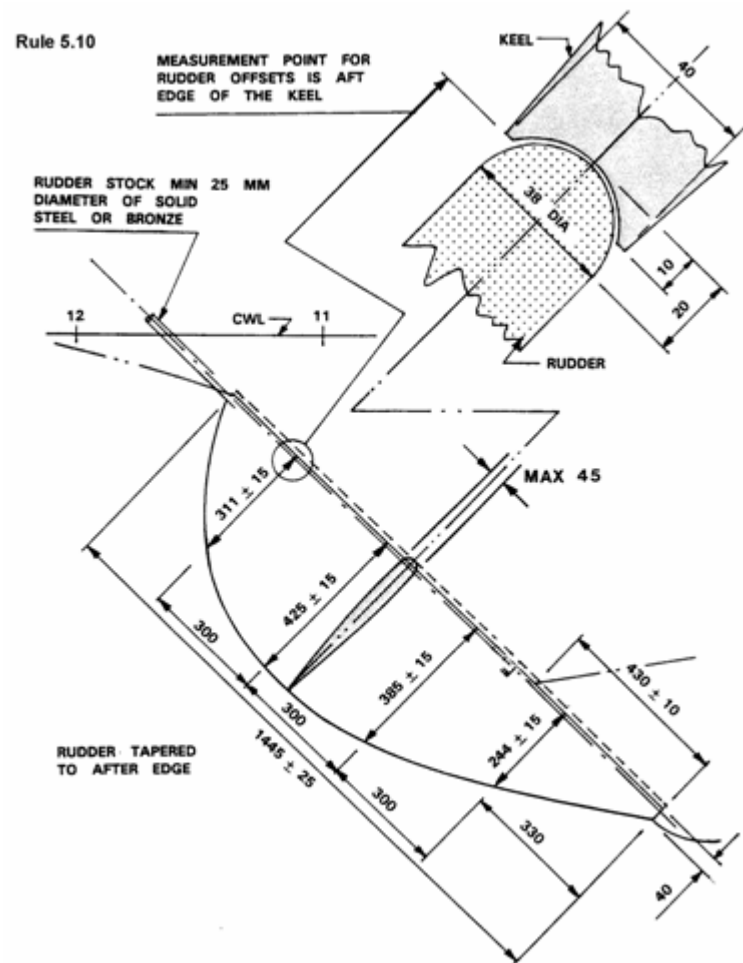 Rule 5.10
MEASUREMENT POINT FOR
RUDDER OFFSETS IS AFT
EDGE OF THE KEEL
KEEL
40
RUDDER STOCK MIN 25 MM
DIAMETER OF SOLID
STEEL OR BRONZE
38 DIA
10
20
12
CWL
11
RUDDER
MAX 45
311 ± 15
425 ± 15
300
385 ± 15
430 ± 10
300
244 ± 15
1445 ± 25
RUDDER TAPERED
TO AFTER EDGE
300
330
40